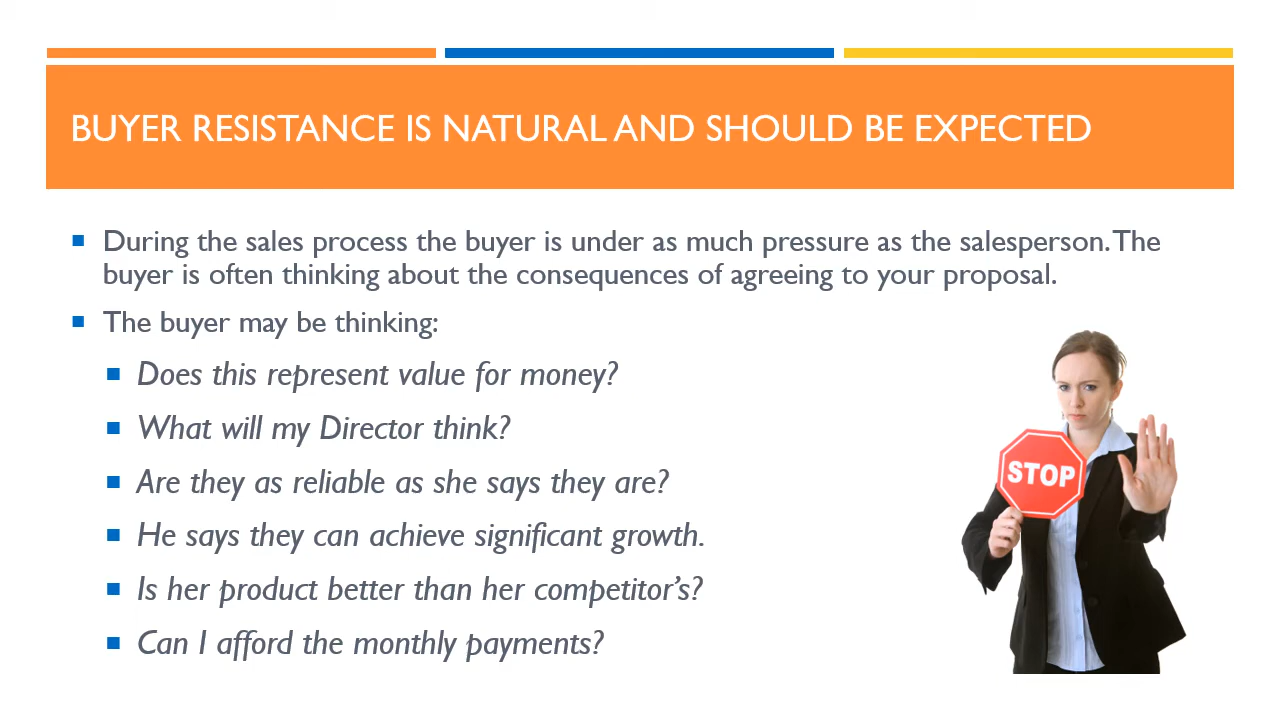 BUYER RESISTANCE IS NATURAL AND SHOULD BE EXPECTED
During the sales process the buyer is under as much pressure as the salesperson. The
buyer is often thinking about the consequences of agreeing to your proposal.
The buyer may be thinking:
Does this represent value for money?
What will my Director think?
Are they as reliable as she says they are?
He says they can achieve significant growth.
Is her product better than her competitor's?
Can I afford the monthly payments?
STOP